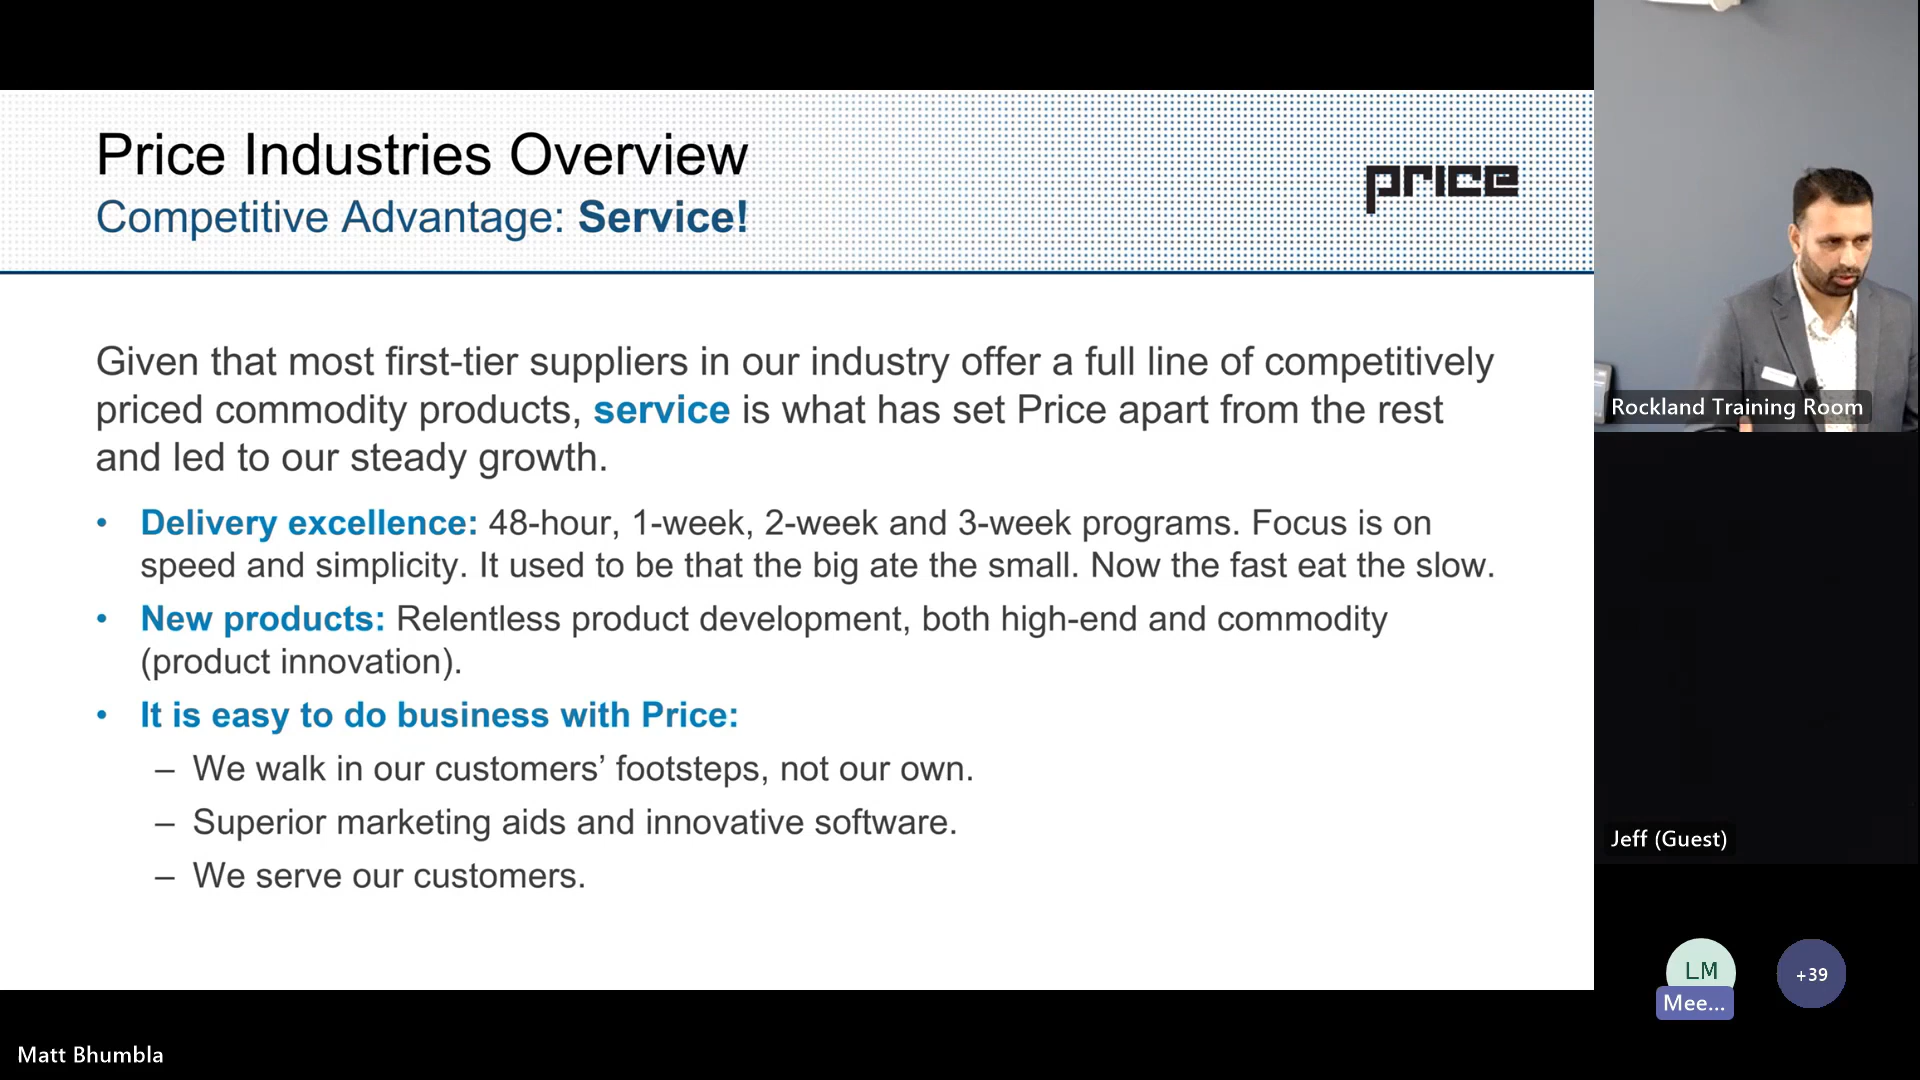 Price Industries Overview
Competitive Advantage: Service!
price
Given that most first-tier suppliers in our industry offer a full line of competitively
priced commodity products, service is what has set Price apart from the rest
and led to our steady growth.
• Delivery excellence: 48-hour, 1-week, 2-week and 3-week programs. Focus is on
speed and simplicity. It used to be that the big ate the small. Now the fast eat the slow.
• New products: Relentless product development, both high-end and commodity
(product innovation).
• It is easy to do business with Price:
– We walk in our customers’ footsteps, not our own.
– Superior marketing aids and innovative software.
– We serve our customers.
Rockland Training Room
Jeff (Guest)
LM
Mee...
+39
Matt Bhumbla